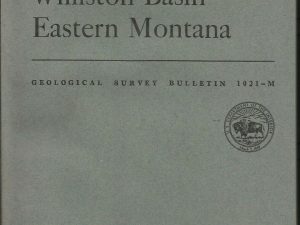 Williston Basin
Eastern Montana
GEOLOGICAL SURVEY BULLETIN 1021-M